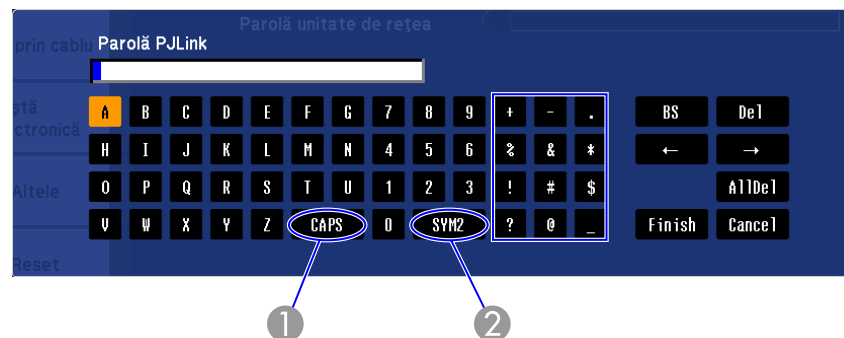 Parolă unitate de rețea
prin cablu
Parolă PJLink
A B C D E F G 7 8 9 + - . BS Del
ștă
ctronică
H I J K L M N 4 5 6 % & * ← →
Altele
O P Q R S T U 1 2 3 ! # $ AllDel
V W X Y Z CAPS 0 SYM2 ? @ _ Finish Cancel
Reset
1 2